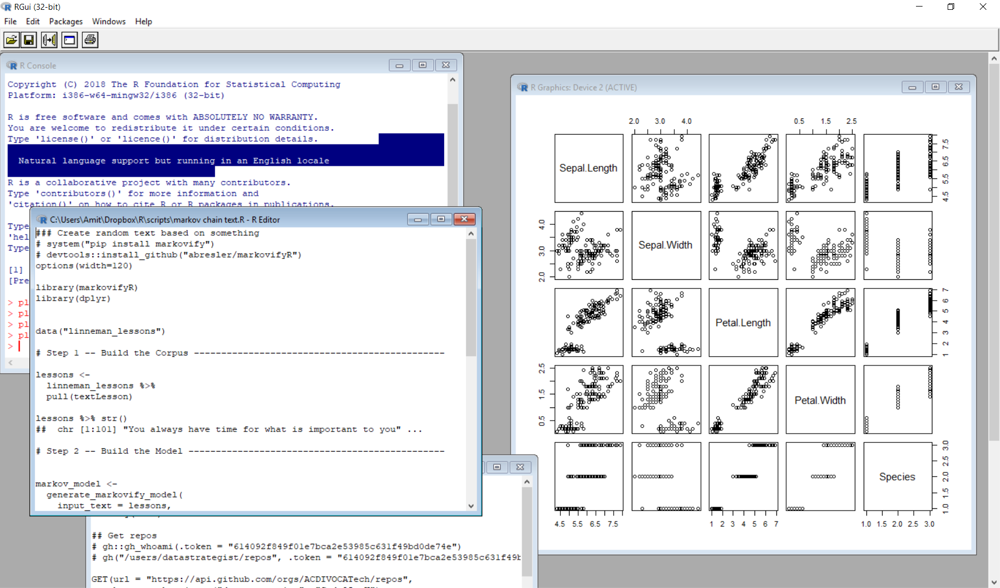 RGui (32-bit)
File Edit Packages Windows Help
R Console
Copyright (C) 2018 The R Foundation for Statistical Computing
Platform: i386-w64-mingw32/i386 (32-bit)
R is free software and comes with ABSOLUTELY NO WARRANTY.
You are welcome to redistribute it under certain conditions.
Type 'license()' or 'licence()' for distribution details.
Natural language support but running in an English locale
R is a collaborative project with many contributors.
Type 'contributors()' for more information and
'citation()' on how to cite R or R packages in publications.
Type
'hel
Type
[1]
[Pre
> pl
> pl
> pl
> pl
>
C:\Users\Amit\Dropbox\R\scripts\markov chain text.R - R Editor
### Create random text based on something
# system("pip install markovify")
# devtools::install_github("abresler/markovifyR")
options(width=120)
library(markovifyR)
library(dplyr)
data("linneman_lessons")
# Step 1 -- Build the Corpus ----------------------------------------------
lessons <-
linneman_lessons %>%
pull(textLesson)
lessons %>% str()
## chr [1:101] "You always have time for what is important to you" ...
# Step 2 -- Build the Model -----------------------------------------------
markov_model <-
generate_markovify_model(
input_text = lessons,
## Get repos
# gh::gh_whoami(.token = "614092f849f01e7bca2e53985c631f49bd0de74e")
# gh("/users/datastrategist/repos", .token = "614092f849f01e7bca2e53985c631f49b
GET(url = "https://api.github.com/orgs/ACDIVOCATech/repos",
R Graphics: Device 2 (ACTIVE)
2.0 3.0 4.0 0.5 1.5 2.5
Sepal.Length
4.5 5.5 6.5 7.5
2.0 3.0 4.0
Sepal.Width
Petal.Length
1 2 3 4 5 6 7
0.5 1.5 2.5
Petal.Width
Species
1.0 1.5 2.0 2.5 3.0
4.5 5.5 6.5 7.5 1 2 3 4 5 6 7 1.0 1.5 2.0 2.5 3.0